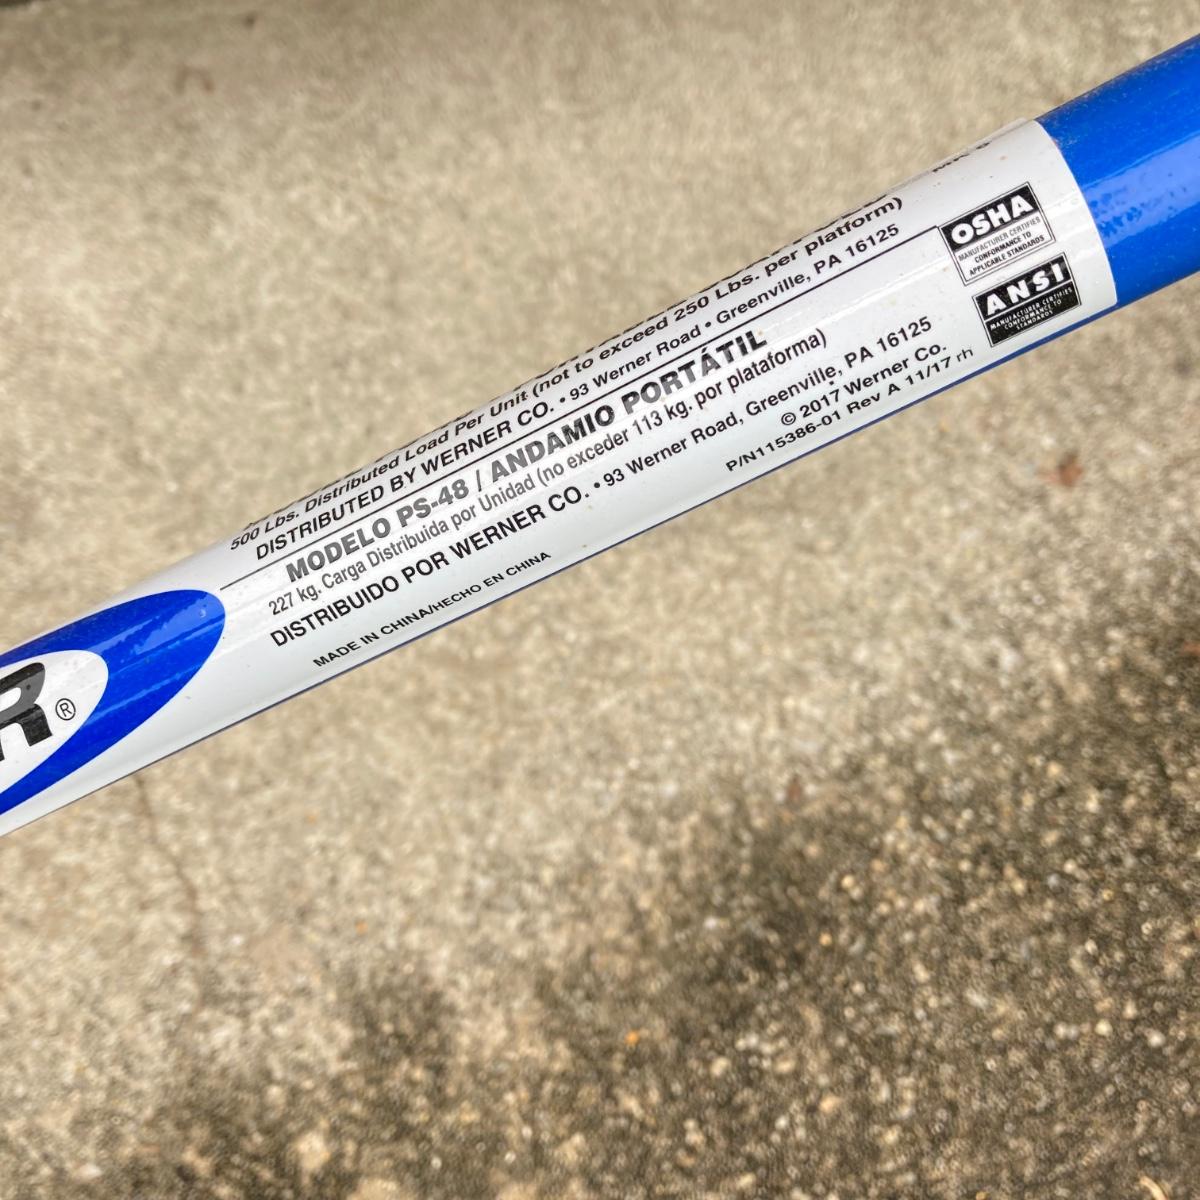 500 Lbs. Distributed Load Per Unit (not to exceed 250 Lbs. per platform)
DISTRIBUTED BY WERNER CO. • 93 Werner Road • Greenville, PA 16125
MODELO PS-48 / ANDAMIO PORTÁTIL
227 kg. Carga Distribuida por Unidad (no exceder 113 kg. por plataforma)
DISTRIBUIDO POR WERNER CO. • 93 Werner Road, Greenville, PA 16125
MADE IN CHINA/HECHO EN CHINA
© 2017 Werner Co.
P/N115386-01 Rev A 11/17 rh
OSHA
MANUFACTURER CERTIFIES
CONFORMANCE TO
APPLICABLE STANDARDS
ANSI
MANUFACTURER CERTIFIES
CONFORMANCE TO
STANDARDS
R®